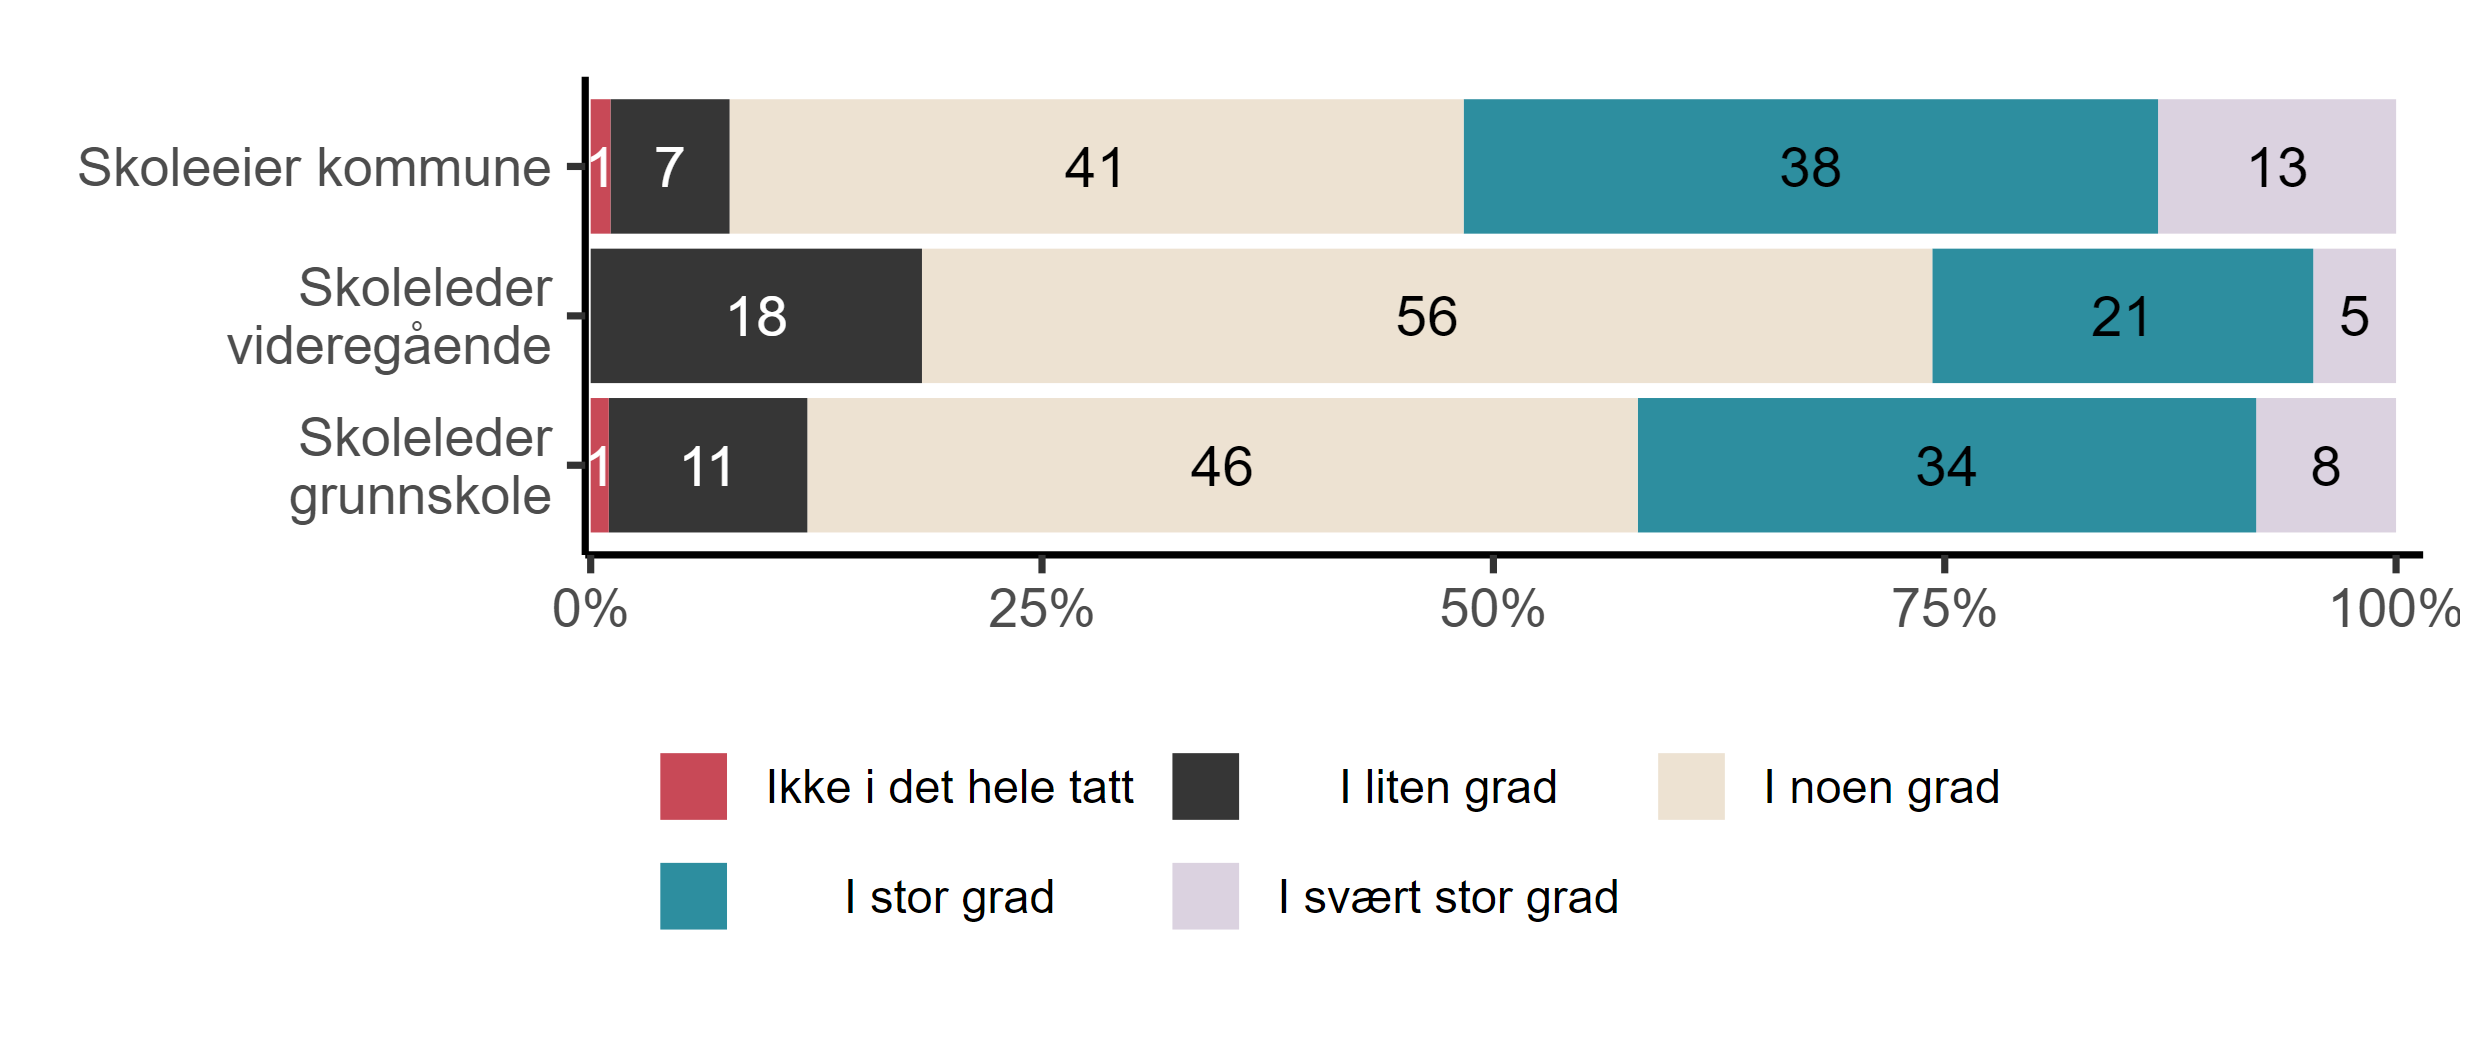 Skoleeier kommune
1 7 41 38 13
Skoleleder
videregående
18 56 21 5
Skoleleder
grunnskole
1 11 46 34 8
0% 25% 50% 75% 100%
Ikke i det hele tatt I liten grad I noen grad
I stor grad I svært stor grad